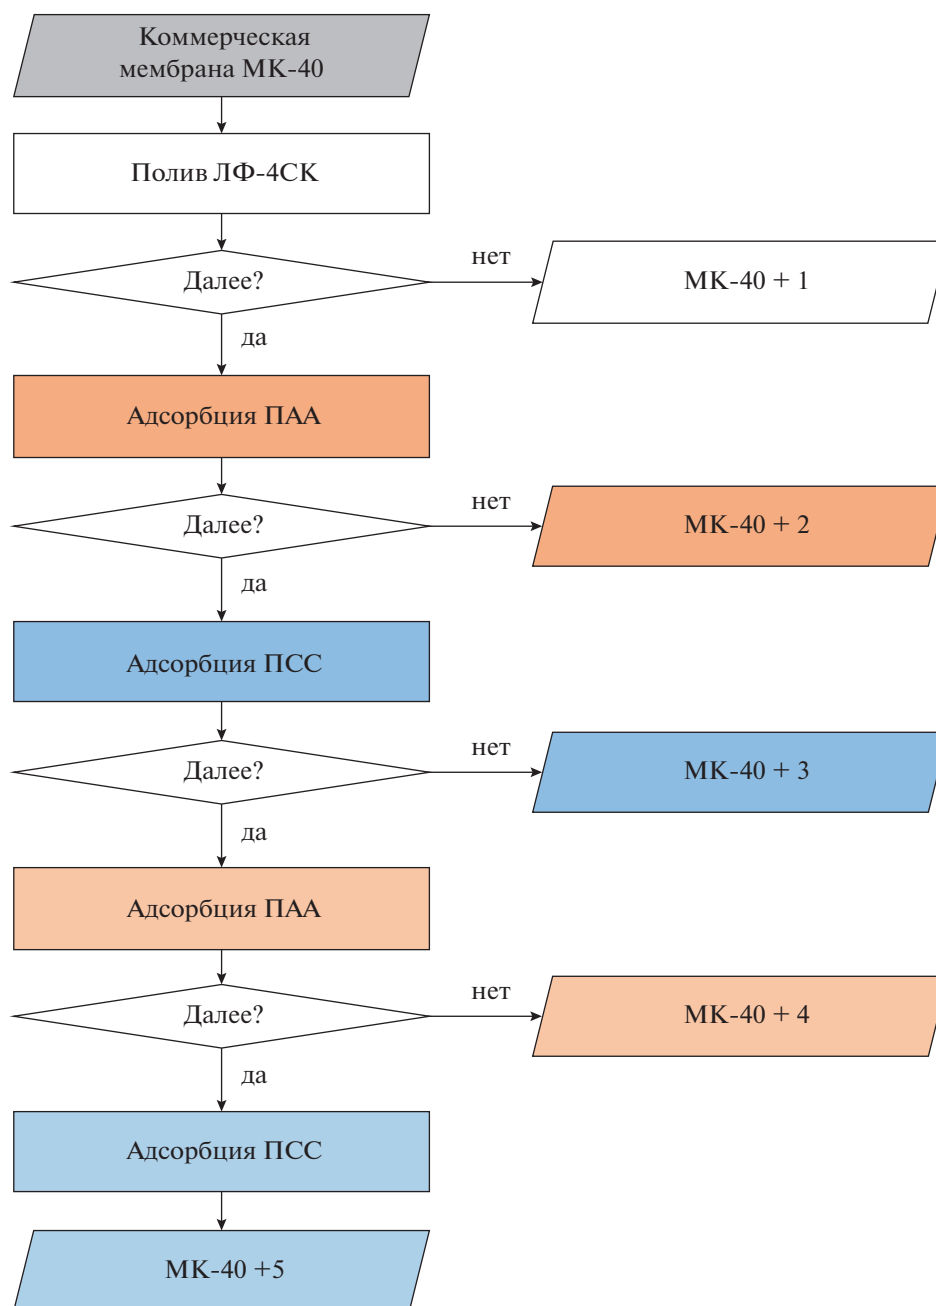 Коммерческая
мембрана МК-40
Полив ЛФ-4СК
Далее?
нет
МК-40 + 1
да
Адсорбция ПАА
Далее?
нет
МК-40 + 2
да
Адсорбция ПСС
Далее?
нет
МК-40 + 3
да
Адсорбция ПАА
Далее?
нет
МК-40 + 4
да
Адсорбция ПСС
МК-40 +5